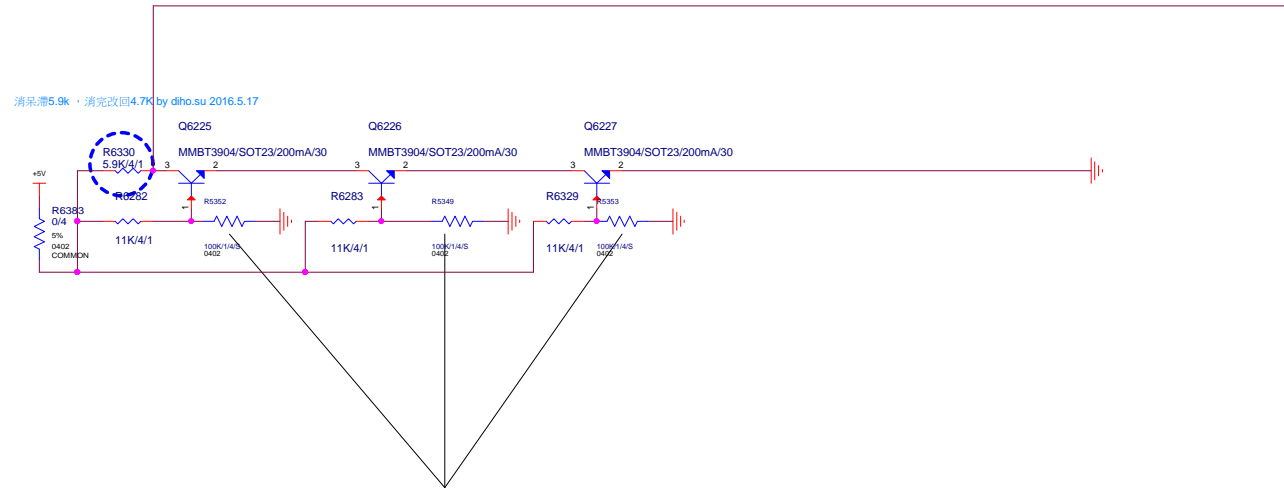 消呆滯5.9k ，消完改回4.7K by diho.su 2016.5.17
Q6225
Q6226
Q6227
R6330
5.9K/4/1
MMBT3904/SOT23/200mA/30
MMBT3904/SOT23/200mA/30
MMBT3904/SOT23/200mA/30
3
2
3
2
3
2
+5V
R6282
R5352
R6283
R5349
R6329
R5353
1
1
1
R6383
0/4
5%
0402
COMMON
11K/4/1
100K/1/4/S
0402
11K/4/1
100K/1/4/S
0402
11K/4/1
100K/1/4/S
0402